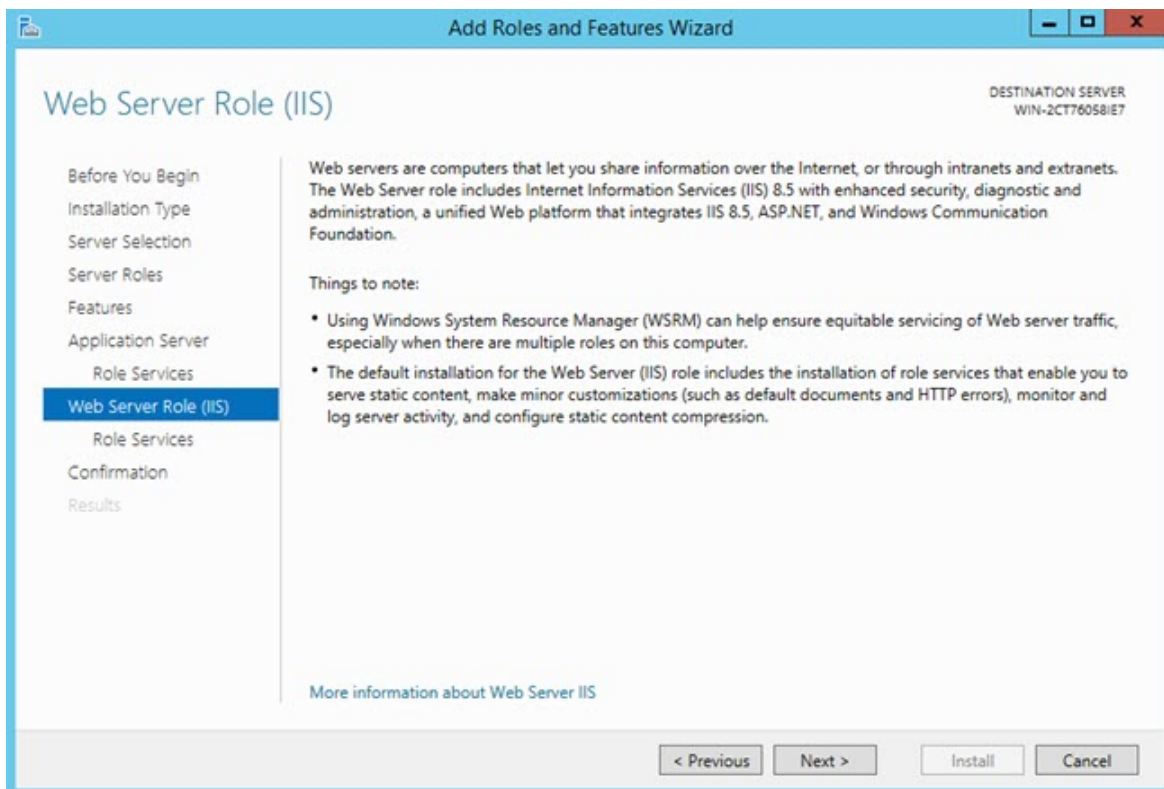 Add Roles and Features Wizard
Web Server Role (IIS)
DESTINATION SERVER
WIN-2CT76058IE7
Before You Begin
Installation Type
Server Selection
Server Roles
Features
Application Server
Role Services
Web Server Role (IIS)
Role Services
Confirmation
Results
Web servers are computers that let you share information over the Internet, or through intranets and extranets.
The Web Server role includes Internet Information Services (IIS) 8.5 with enhanced security, diagnostic and
administration, a unified Web platform that integrates IIS 8.5, ASP.NET, and Windows Communication
Foundation.
Things to note:
• Using Windows System Resource Manager (WSRM) can help ensure equitable servicing of Web server traffic,
especially when there are multiple roles on this computer.
• The default installation for the Web Server (IIS) role includes the installation of role services that enable you to
serve static content, make minor customizations (such as default documents and HTTP errors), monitor and
log server activity, and configure static content compression.
More information about Web Server IIS
< Previous
Next >
Install
Cancel